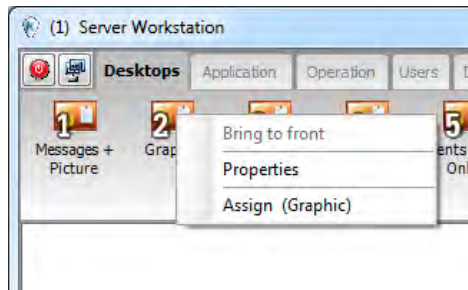 (1) Server Workstation
Desktops Application Operation Users
1 2 5
Messages + Picture
Grap
ents
Onl
Bring to front
Properties
Assign (Graphic)